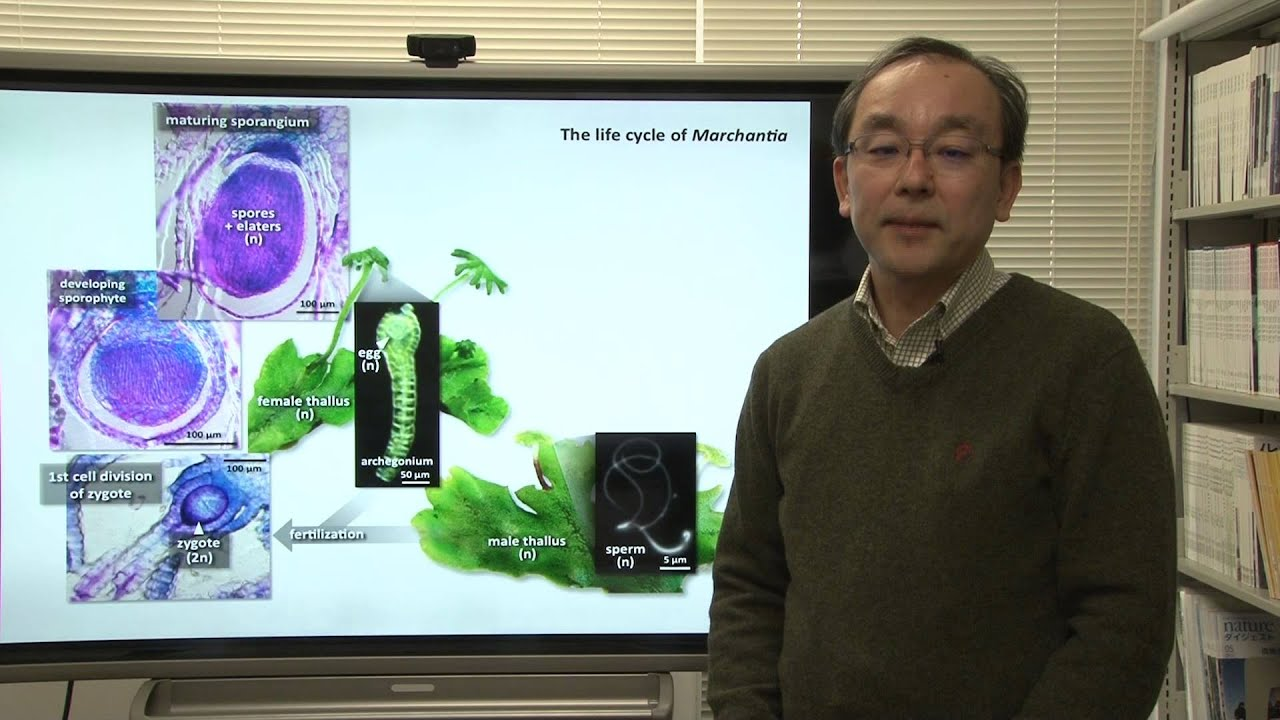 The life cycle of Marchantia
maturing sporangium
spores
+ elaters
(n)
100 µm
developing
sporophyte
100 µm
egg
(n)
female thallus
(n)
archegonium
50 µm
100 µm
1st cell division
of zygote
zygote
(2n)
fertilization
male thallus
(n)
sperm
(n)
5 µm
nature
ダイジェスト
05